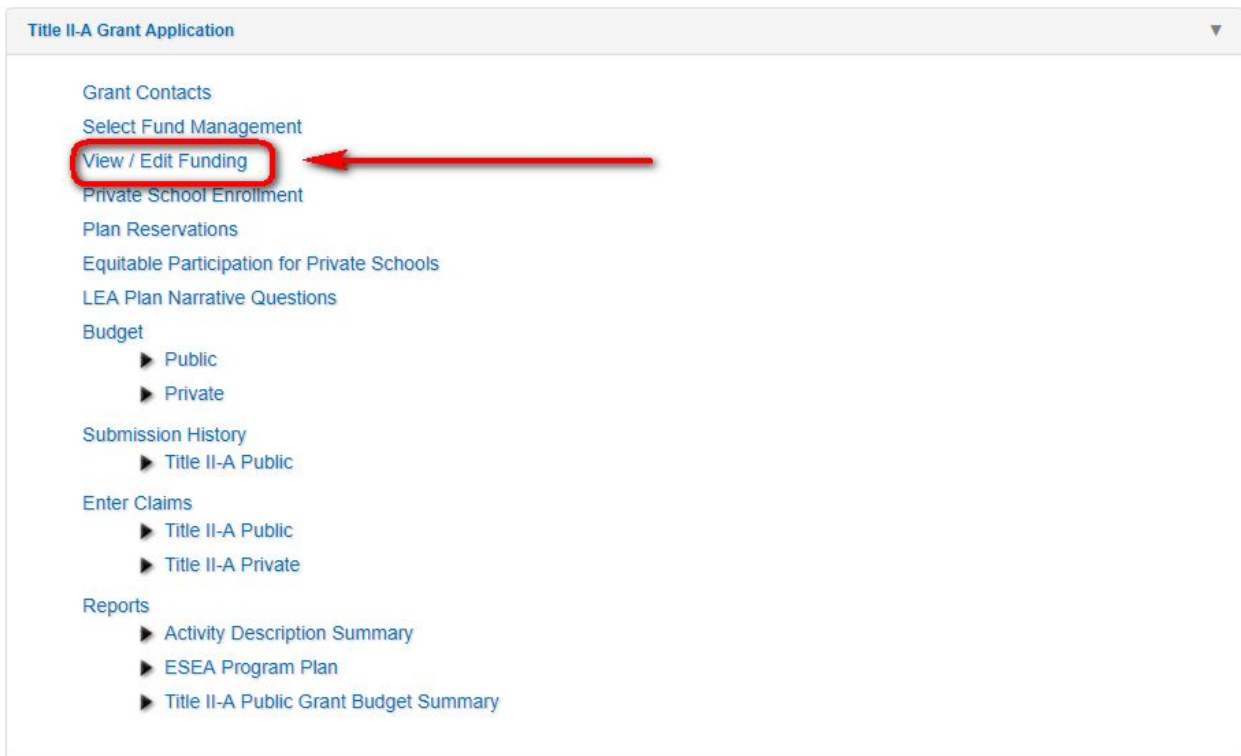 Title II-A Grant Application
Grant Contacts
Select Fund Management
View / Edit Funding
Private School Enrollment
Plan Reservations
Equitable Participation for Private Schools
LEA Plan Narrative Questions
Budget
Public
Private
Submission History
Title II-A Public
Enter Claims
Title II-A Public
Title II-A Private
Reports
Activity Description Summary
ESEA Program Plan
Title II-A Public Grant Budget Summary